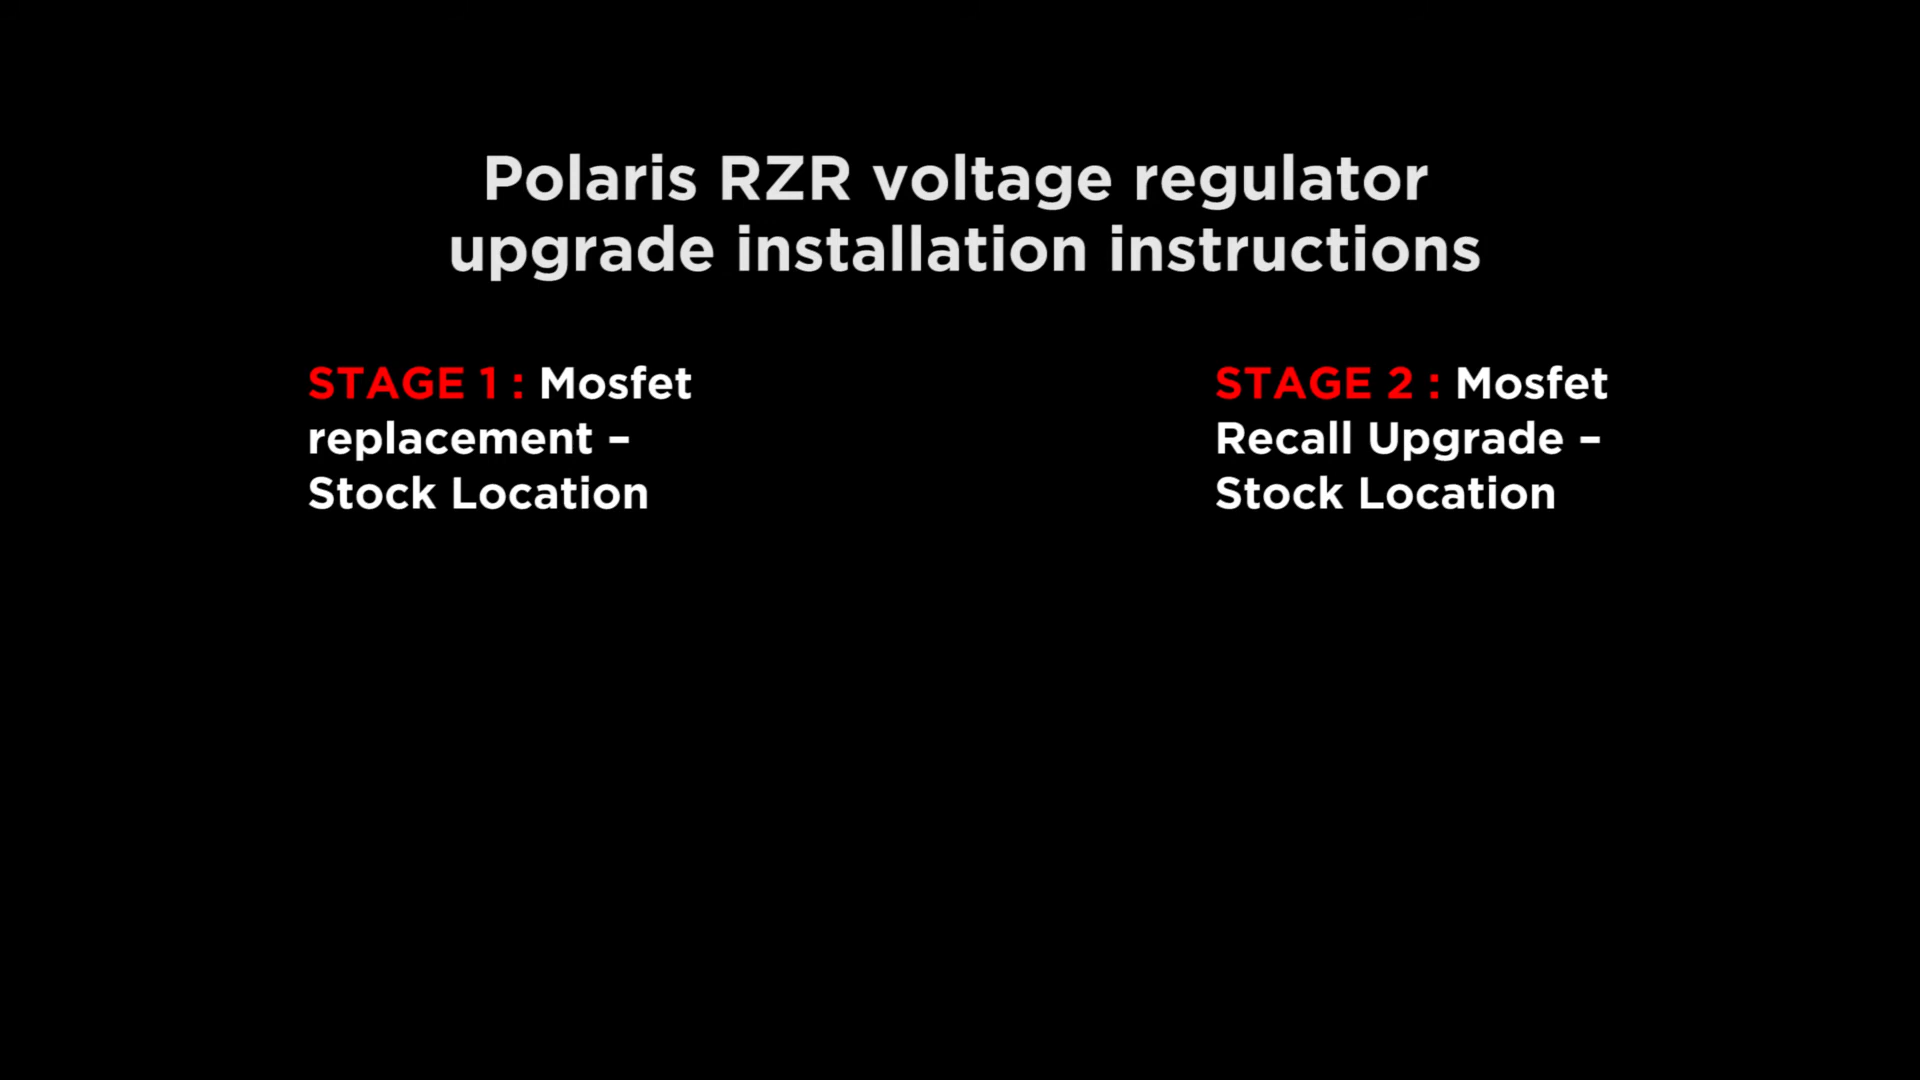 Polaris RZR voltage regulator
upgrade installation instructions
STAGE 1 : Mosfet
replacement –
Stock Location
STAGE 2 : Mosfet
Recall Upgrade –
Stock Location